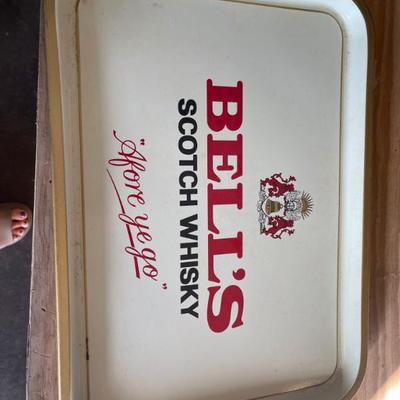 BELL'S
SCOTCH WHISKY
"Afore ye go"